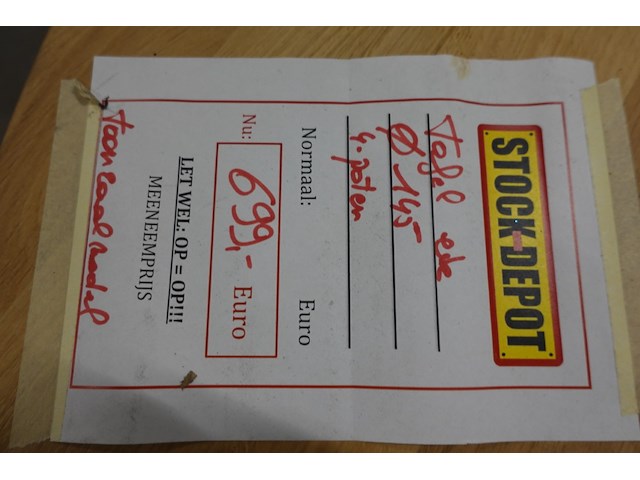 STOCK DEPOT
Tafel eik
Ø 145
4. poten
Normaal: Euro
Nu: 699,- Euro
LET WEL: OP = OP!!!
MEENEEMPRIJS
Toonzaalmodel